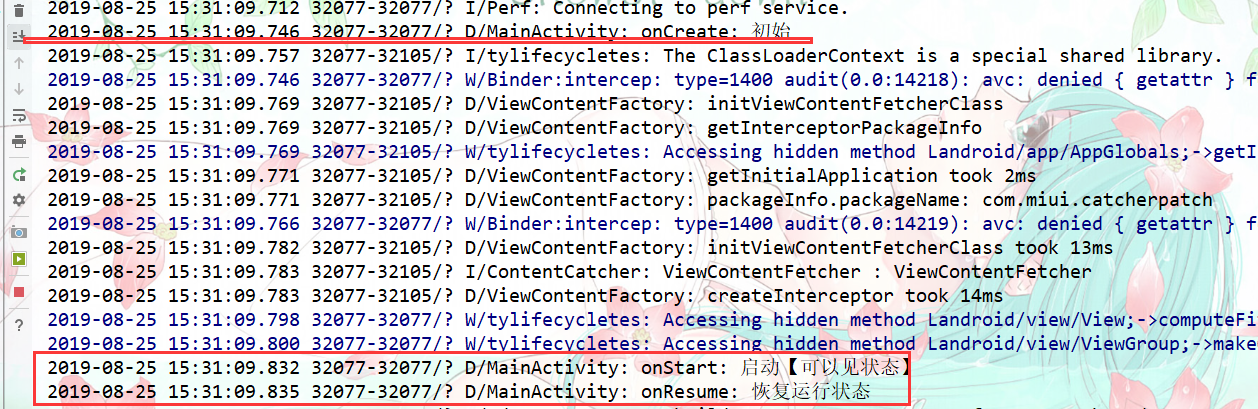 2019-08-25 15:31:09.712 32077-32077/? I/Perf: Connecting to perf service.
2019-08-25 15:31:09.746 32077-32077/? D/MainActivity: onCreate: 初始
2019-08-25 15:31:09.757 32077-32077/? I/tylifecycletes: The ClassLoaderContext is a special shared library.
2019-08-25 15:31:09.746 32077-32077/? W/Binder:intercep: type=1400 audit(0.0:14218): avc: denied { getattr } f
2019-08-25 15:31:09.769 32077-32105/? D/ViewContentFactory: initViewContentFetcherClass
2019-08-25 15:31:09.769 32077-32105/? D/ViewContentFactory: getInterceptorPackageInfo
2019-08-25 15:31:09.769 32077-32105/? W/tylifecycletes: Accessing hidden method Landroid/app/AppGlobals;->getI
2019-08-25 15:31:09.771 32077-32105/? D/ViewContentFactory: getInitialApplication took 2ms
2019-08-25 15:31:09.771 32077-32105/? D/ViewContentFactory: packageInfo.packageName: com.miui.catcherpatch
2019-08-25 15:31:09.766 32077-32077/? W/Binder:intercep: type=1400 audit(0.0:14219): avc: denied { getattr } f
2019-08-25 15:31:09.782 32077-32105/? D/ViewContentFactory: initViewContentFetcherClass took 13ms
2019-08-25 15:31:09.783 32077-32105/? I/ContentCatcher: ViewContentFetcher : ViewContentFetcher
2019-08-25 15:31:09.783 32077-32105/? D/ViewContentFactory: createInterceptor took 14ms
2019-08-25 15:31:09.798 32077-32077/? W/tylifecycletes: Accessing hidden method Landroid/view/View;->computeFi
2019-08-25 15:31:09.800 32077-32077/? W/tylifecycletes: Accessing hidden method Landroid/view/ViewGroup;->make
2019-08-25 15:31:09.832 32077-32077/? D/MainActivity: onStart: 启动【可以见状态】
2019-08-25 15:31:09.835 32077-32077/? D/MainActivity: onResume: 恢复运行状态